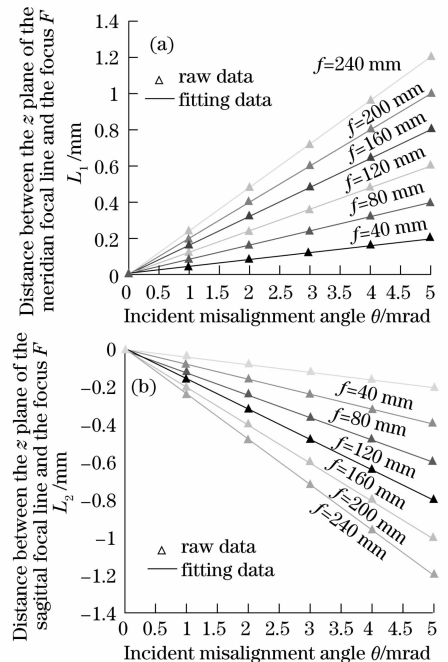 Distance between the z plane of the
meridian focal line and the focus F
L₁ /mm
1.4
1.2
1.0
0.8
0.6
0.4
0.2
0
(a)
△ raw data
— fitting data
f=240 mm
f=200 mm
f=160 mm
f=120 mm
f=80 mm
f=40 mm
0 0.5 1 1.5 2 2.5 3 3.5 4 4.5 5
Incident misalignment angle θ/mrad
Distance between the z plane of the
sagittal focal line and the focus F
L₂ /mm
0
−0.2
−0.4
−0.6
−0.8
−1
−1.2
−1.4
(b)
f=40 mm
f=80 mm
f=120 mm
f=160 mm
f=200 mm
f=240 mm
△ raw data
— fitting data
0 0.5 1 1.5 2 2.5 3 3.5 4 4.5 5
Incident misalignment angle θ/mrad